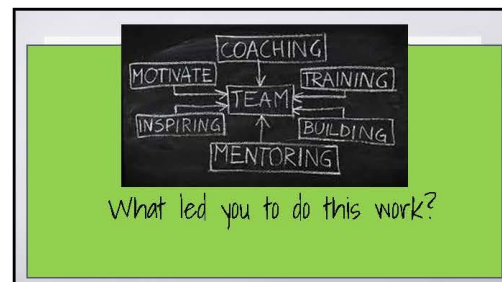 COACHING
MOTIVATE
TRAINING
TEAM
INSPIRING
BUILDING
MENTORING
What led you to do this work?